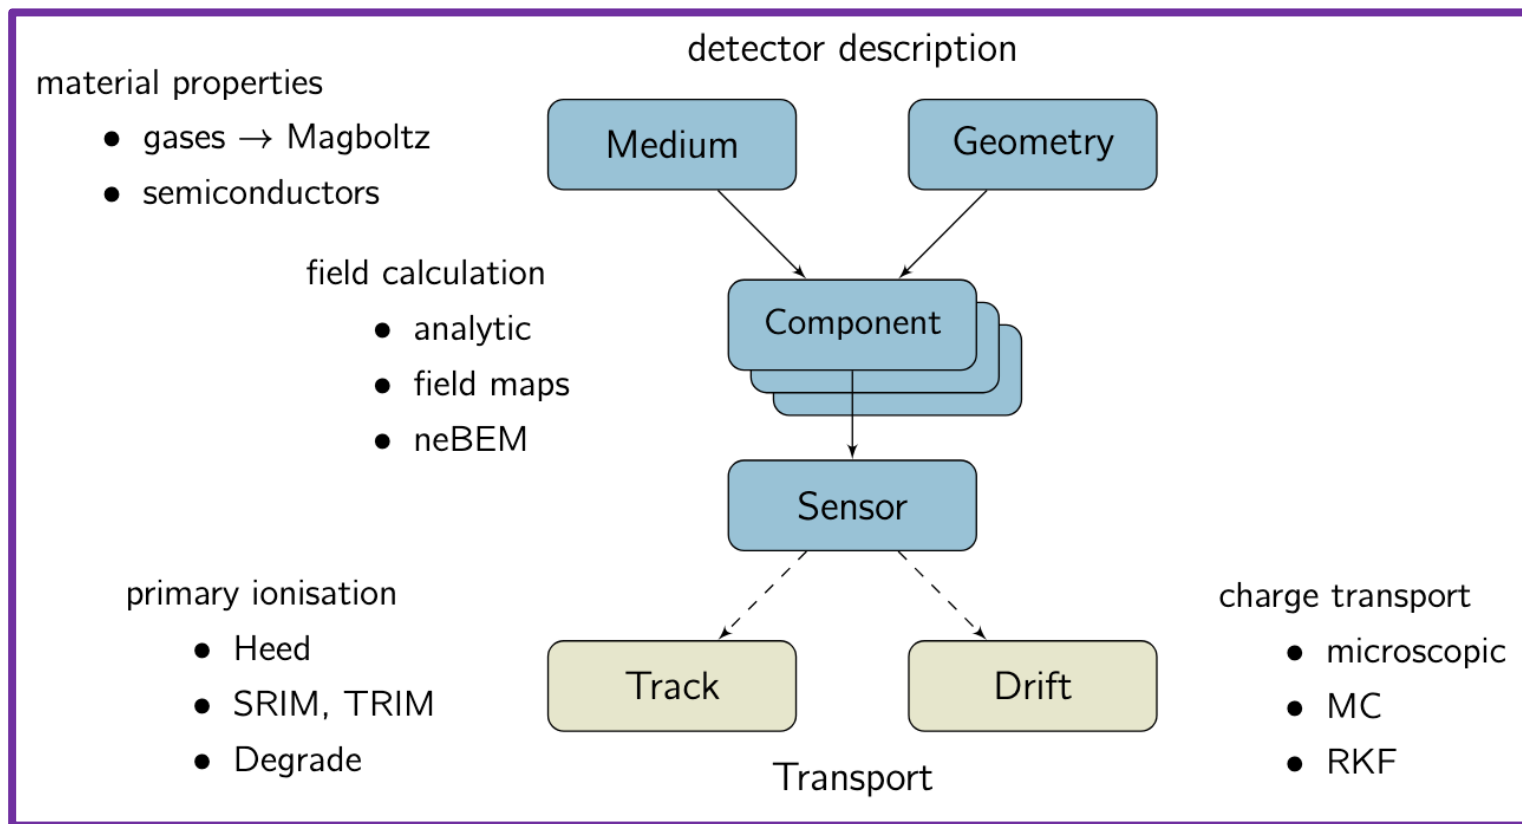 detector description
material properties
• gases → Magboltz
• semiconductors
Medium
Geometry
field calculation
• analytic
• field maps
• neBEM
Component
Sensor
primary ionisation
• Heed
• SRIM, TRIM
• Degrade
Track
Drift
charge transport
• microscopic
• MC
• RKF
Transport